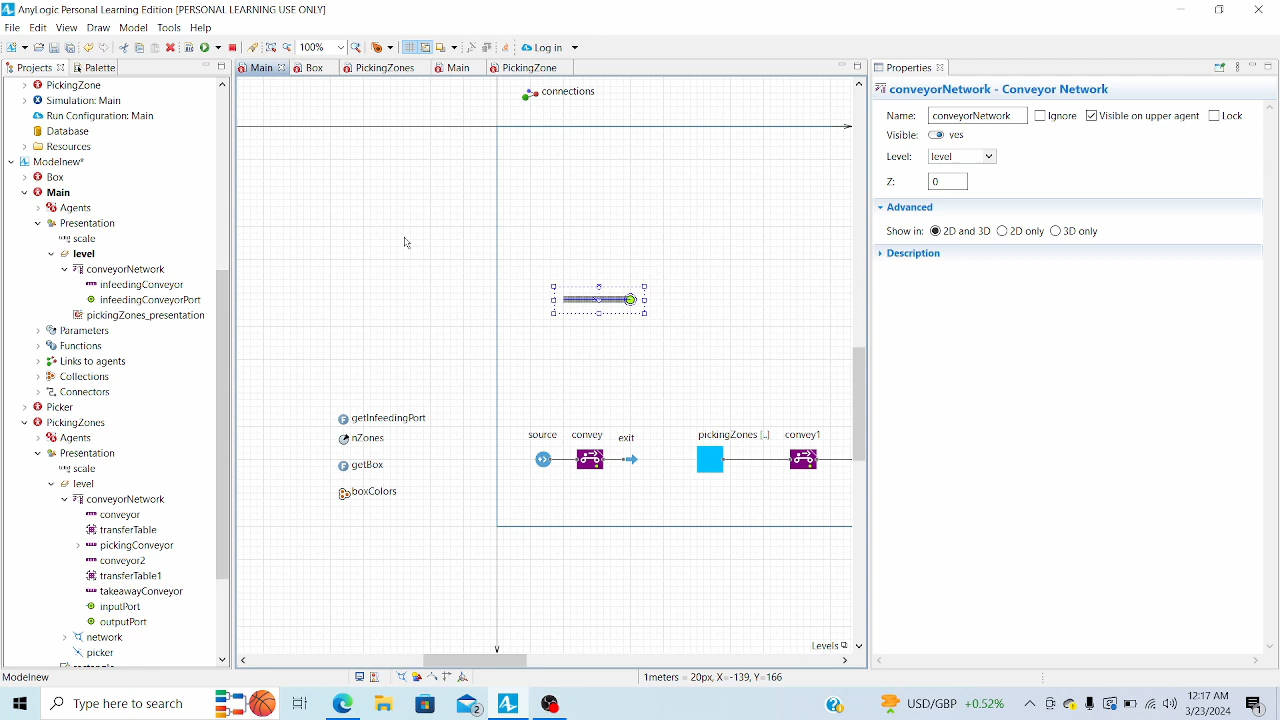 AnyLogic Personal Learning Edition [PERSONAL LEARNING USE ONLY]
File Edit View Draw Model Tools Help
100% Log in
Projects Palette
Main Box PickingZones Main PickingZone
Properties
PickingZone
Simulation: Main
Run Configuration: Main
Database
Resources
Modelnew*
Box
Main
Agents
Presentation
scale
level
conveyorNetwork
infeedingConveyor
infeedingConveyorPort
pickingZones_presentation
Parameters
Functions
Links to agents
Collections
Connectors
Picker
PickingZones
Agents
Presentation
scale
level
conveyorNetwork
conveyor
transferTable
pickingConveyor
conveyor2
transferTable1
takeawayConveyor
inputPort
outputPort
network
picker
connections
getInfeedingPort
nZones
getBox
boxColors
source convey exit pickingZones [..] convey1
Levels
conveyorNetwork - Conveyor Network
Name: conveyorNetwork Ignore Visible on upper agent Lock
Visible: yes
Level: level
Z: 0
Advanced
Show in: 2D and 3D 2D only 3D only
Description
Modelnew 1meters = 20px, X=-139, Y=166
Type here to search
2
USD/GBP +0.52%
10:37 AM
3/25/2024
1